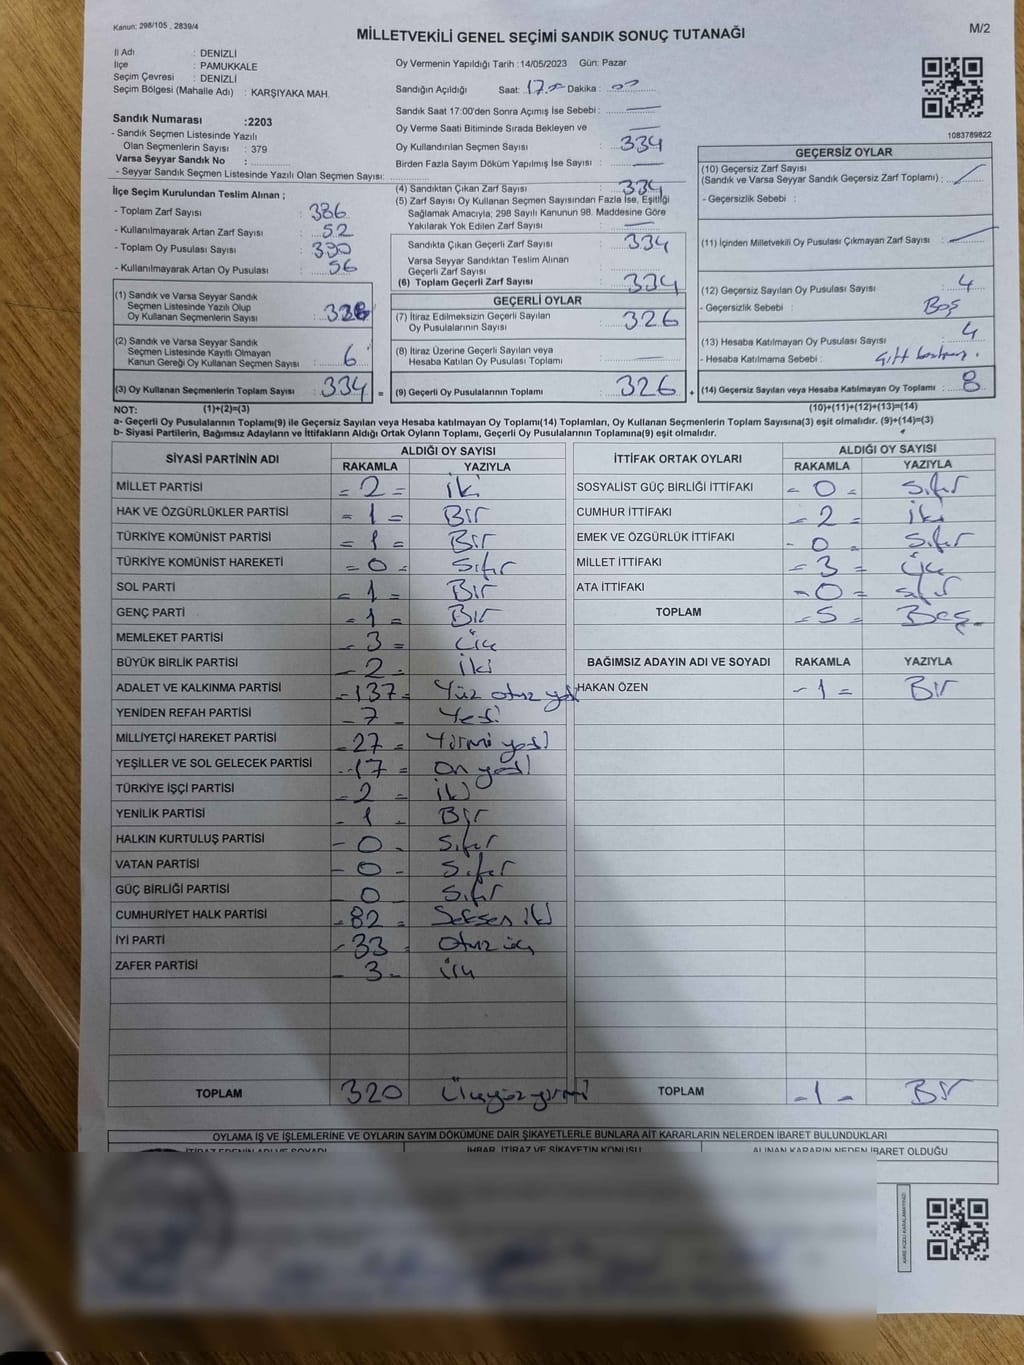 Kanun: 298/105 , 2839/4
MİLLETVEKİLİ GENEL SEÇİMİ SANDIK SONUÇ TUTANAĞI
M/2
İl Adı : DENİZLİ
İlçe : PAMUKKALE
Seçim Çevresi : DENİZLİ
Seçim Bölgesi (Mahalle Adı) : KARŞIYAKA MAH.
Oy Vermenin Yapıldığı Tarih :14/05/2023 Gün: Pazar
Sandığın Açıldığı Saat: 17.00 Dakika : 00
Sandık Saat 17:00'den Sonra Açımış İse Sebebi : —
Oy Verme Saati Bitiminde Sırada Bekleyen ve —
Oy Kullandırılan Seçmen Sayısı : 334
Birden Fazla Sayım Döküm Yapılmış İse Sayısı : —
1083789822
Sandık Numarası :2203
- Sandık Seçmen Listesinde Yazılı
Olan Seçmenlerin Sayısı : 379
Varsa Seyyar Sandık No :
- Seyyar Sandık Seçmen Listesinde Yazılı Olan Seçmen Sayısı:
İlçe Seçim Kurulundan Teslim Alınan ;
- Toplam Zarf Sayısı : 386
- Kullanılmayarak Artan Zarf Sayısı : 52
- Toplam Oy Pusulası Sayısı : 390
- Kullanılmayarak Artan Oy Pusulası : 56
(1) Sandık ve Varsa Seyyar Sandık
Seçmen Listesinde Yazılı Olup
Oy Kullanan Seçmenlerin Sayısı : 328
(2) Sandık ve Varsa Seyyar Sandık
Seçmen Listesinde Kayıtlı Olmayan
Kanun Gereği Oy Kullanan Seçmen Sayısı : 6
(3) Oy Kullanan Seçmenlerin Toplam Sayısı : 334 =
(4) Sandıktan Çıkan Zarf Sayısı : 334
(5) Zarf Sayısı Oy Kullanan Seçmen Sayısından Fazla İse, Eşitliği
Sağlamak Amacıyla; 298 Sayılı Kanunun 98. Maddesine Göre
Yakılarak Yok Edilen Zarf Sayısı : —
Sandıkta Çıkan Geçerli Zarf Sayısı : 334
Varsa Seyyar Sandıktan Teslim Alınan
Geçerli Zarf Sayısı :
(6) Toplam Geçerli Zarf Sayısı : 334
GEÇERLİ OYLAR
(7) İtiraz Edilmeksizin Geçerli Sayılan
Oy Pusulalarının Sayısı : 326
(8) İtiraz Üzerine Geçerli Sayılan veya
Hesaba Katılan Oy Pusulası Toplamı : —
(9) Geçerli Oy Pusulalarının Toplamı : 326 +
GEÇERSİZ OYLAR
(10) Geçersiz Zarf Sayısı
(Sandık ve Varsa Seyyar Sandık Geçersiz Zarf Toplamı) : —
- Geçersizlik Sebebi :
(11) İçinden Milletvekili Oy Pusulası Çıkmayan Zarf Sayısı : —
(12) Geçersiz Sayılan Oy Pusulası Sayısı : 4
- Geçersizlik Sebebi : Boş
(13) Hesaba Katılmayan Oy Pusulası Sayısı : 4
- Hesaba Katılmama Sebebi : Çift
(14) Geçersiz Sayılan veya Hesaba Katılmayan Oy Toplamı : 8
NOT: (1)+(2)=(3) (10)+(11)+(12)+(13)=(14)
a- Geçerli Oy Pusulalarının Toplamı(9) ile Geçersiz Sayılan veya Hesaba katılmayan Oy Toplamı(14) Toplamları, Oy Kullanan Seçmenlerin Toplam Sayısına(3) eşit olmalıdır. (9)+(14)=(3)
b- Siyasi Partilerin, Bağımsız Adayların ve İttifakların Aldığı Ortak Oyların Toplamı, Geçerli Oy Pusulalarının Toplamına(9) eşit olmalıdır.
SİYASİ PARTİNİN ADI ALDIĞI OY SAYISI
RAKAMLA YAZIYLA
MİLLET PARTİSİ = 2 = İki
HAK VE ÖZGÜRLÜKLER PARTİSİ = 1 = Bir
TÜRKİYE KOMÜNİST PARTİSİ = 1 = Bir
TÜRKİYE KOMÜNİST HAREKETİ = 0 = Sıfır
SOL PARTİ = 1 = Bir
GENÇ PARTİ = 1 = Bir
MEMLEKET PARTİSİ - 3 = Üç
BÜYÜK BİRLİK PARTİSİ - 2 = İki
ADALET VE KALKINMA PARTİSİ - 137 = Yüz otuz yedi
YENİDEN REFAH PARTİSİ - 7 - Yedi
MİLLİYETÇİ HAREKET PARTİSİ - 27 = Yirmi yedi
YEŞİLLER VE SOL GELECEK PARTİSİ - 17 = On yedi
TÜRKİYE İŞÇİ PARTİSİ - 2 = İki
YENİLİK PARTİSİ - 1 - Bir
HALKIN KURTULUŞ PARTİSİ - 0 - Sıfır
VATAN PARTİSİ - 0 - Sıfır
GÜÇ BİRLİĞİ PARTİSİ 0 Sıfır
CUMHURİYET HALK PARTİSİ - 82 = Seksen iki
İYİ PARTİ - 33 = Otuz üç
ZAFER PARTİSİ - 3 - Üç
TOPLAM 320 Üçyüz yirmi
İTTİFAK ORTAK OYLARI ALDIĞI OY SAYISI
RAKAMLA YAZIYLA
SOSYALİST GÜÇ BİRLİĞİ İTTİFAKI - 0 = Sıfır
CUMHUR İTTİFAKI - 2 = İki
EMEK VE ÖZGÜRLÜK İTTİFAKI - 0 = Sıfır
MİLLET İTTİFAKI - 3 = Üç
ATA İTTİFAKI - 0 = Sıfır
TOPLAM - 5 = Beş
BAĞIMSIZ ADAYIN ADI VE SOYADI RAKAMLA YAZIYLA
HAKAN ÖZEN - 1 = Bir
TOPLAM - 1 - Bir
OYLAMA İŞ VE İŞLEMLERİNE VE OYLARIN SAYIM DÖKÜMÜNE DAİR ŞİKAYETLERLE BUNLARA AİT KARARLARIN NELERDEN İBARET BULUNDUKLARI
İTİRAZ EDENİN ADI VE SOYADI İHBAR, İTİRAZ VE ŞİKAYETİN KONUSU ALINAN KARARIN NEDEN İBARET OLDUĞU